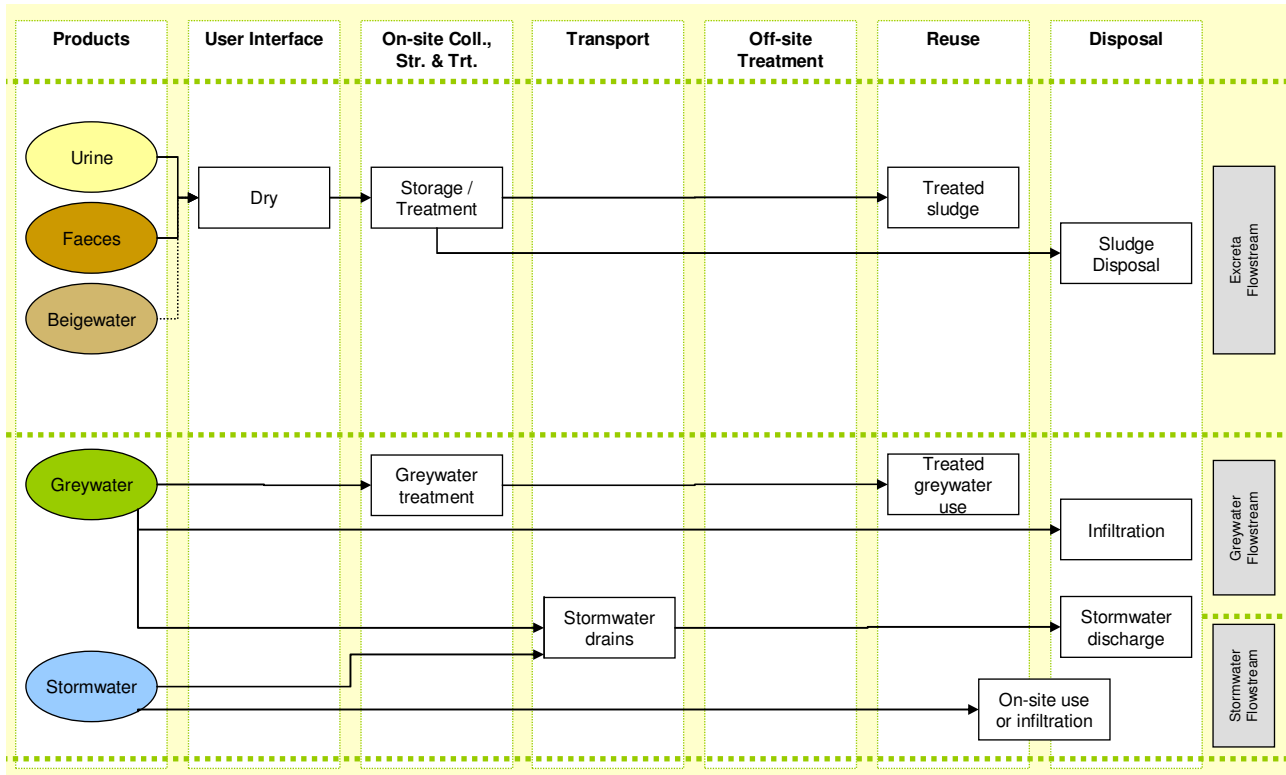 Products
User Interface
On-site Coll.,
Str. & Trt.
Transport
Off-site
Treatment
Reuse
Disposal
Urine
Faeces
Beigewater
Dry
Storage /
Treatment
Treated
sludge
Sludge
Disposal
Excreta
Flowstream
Greywater
Greywater
treatment
Treated
greywater
use
Infiltration
Greywater
Flowstream
Stormwater
drains
Stormwater
discharge
Stormwater
On-site use
or infiltration
Stormwater
Flowstream